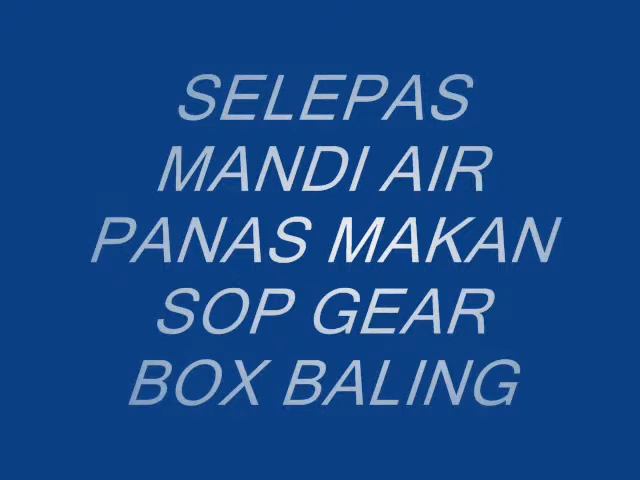 SELEPAS
MANDI AIR
PANAS MAKAN
SOP GEAR
BOX BALING